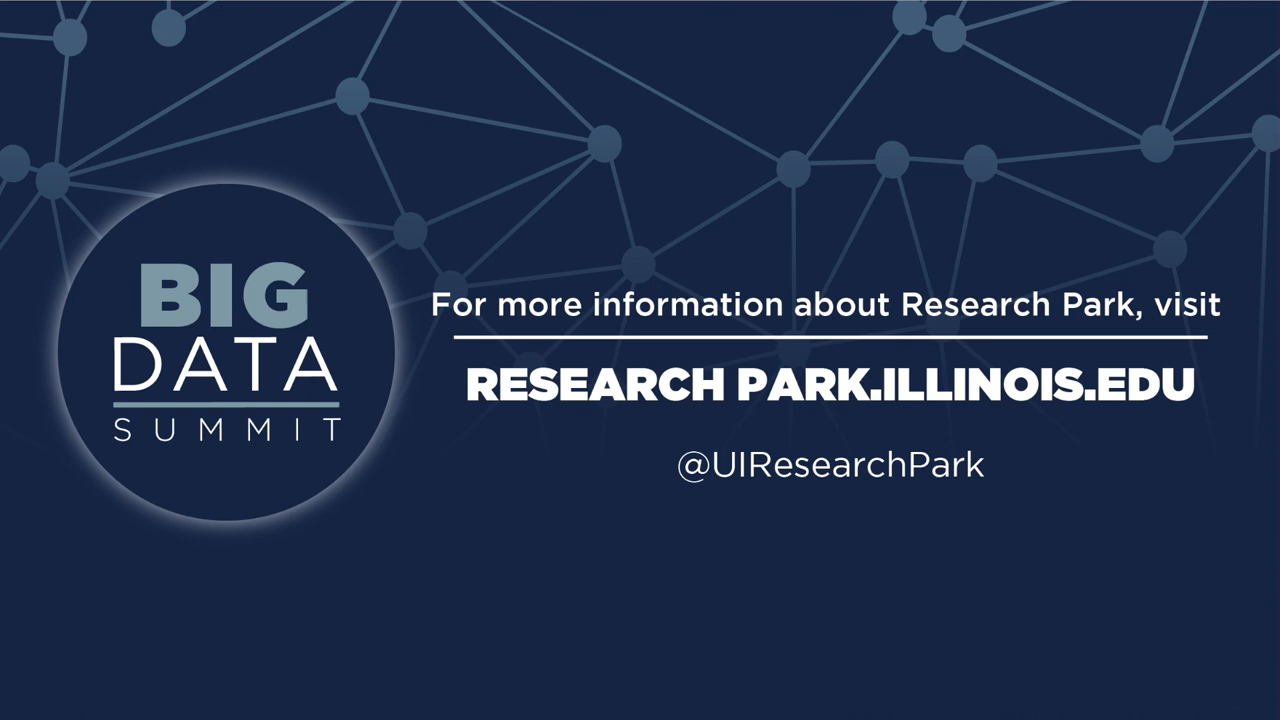 BIG
DATA
SUMMIT
For more information about Research Park, visit
RESEARCH PARK.ILLINOIS.EDU
@UIResearchPark